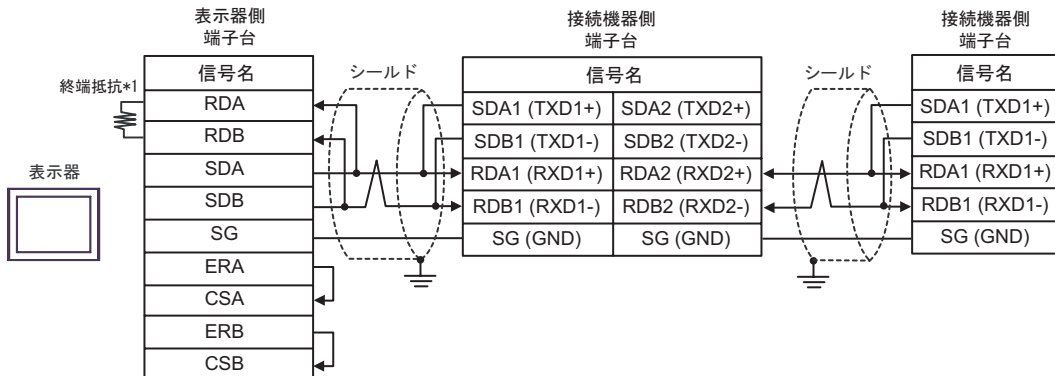 表示器側
端子台
接続機器側
端子台
接続機器側
端子台
終端抵抗*1
信号名
シールド
信号名
シールド
信号名
RDA
SDA1 (TXD1+) SDA2 (TXD2+)
SDA1 (TXD1+)
RDB
SDB1 (TXD1-) SDB2 (TXD2-)
SDB1 (TXD1-)
表示器
SDA
RDA1 (RXD1+) RDA2 (RXD2+)
RDA1 (RXD1+)
SDB
RDB1 (RXD1-) RDB2 (RXD2-)
RDB1 (RXD1-)
SG
SG (GND) SG (GND)
SG (GND)
ERA
CSA
ERB
CSB